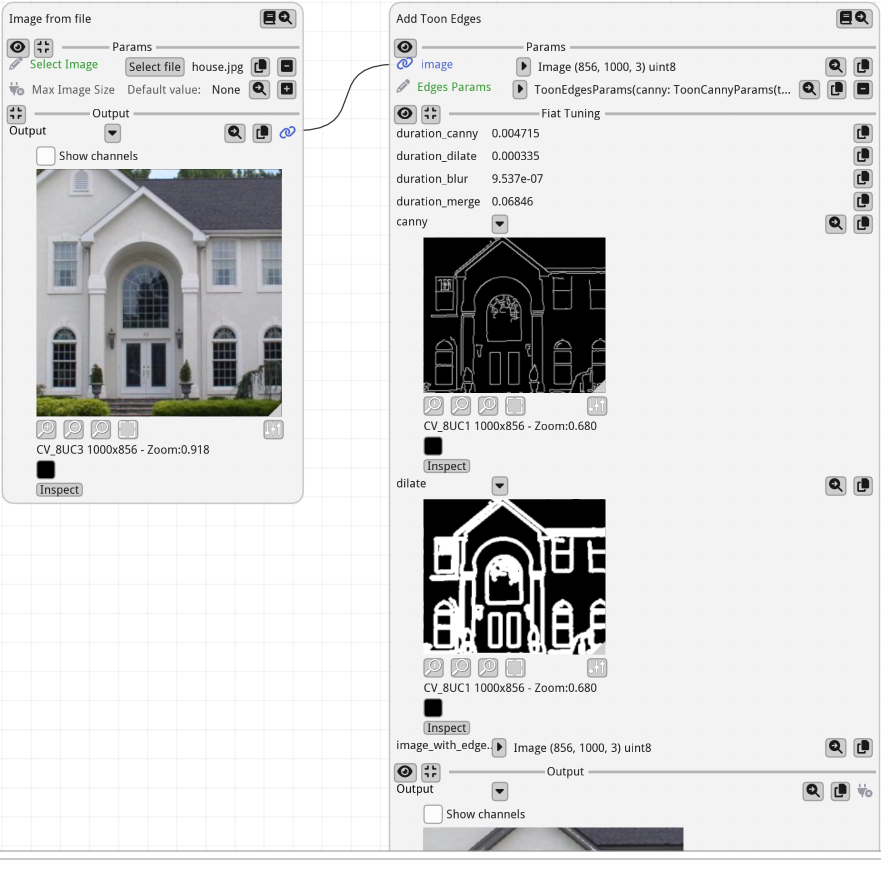 Image from file
Params
Select Image Select file house.jpg
Max Image Size Default value: None
Output
Output
Show channels
CV_8UC3 1000x856 - Zoom:0.918
Inspect
Add Toon Edges
Params
image Image (856, 1000, 3) uint8
Edges Params ToonEdgesParams(canny: ToonCannyParams(t...
Fiat Tuning
duration_canny 0.004715
duration_dilate 0.000335
duration_blur 9.537e-07
duration_merge 0.06846
canny
CV_8UC1 1000x856 - Zoom:0.680
Inspect
dilate
CV_8UC1 1000x856 - Zoom:0.680
Inspect
image_with_edge.. Image (856, 1000, 3) uint8
Output
Output
Show channels